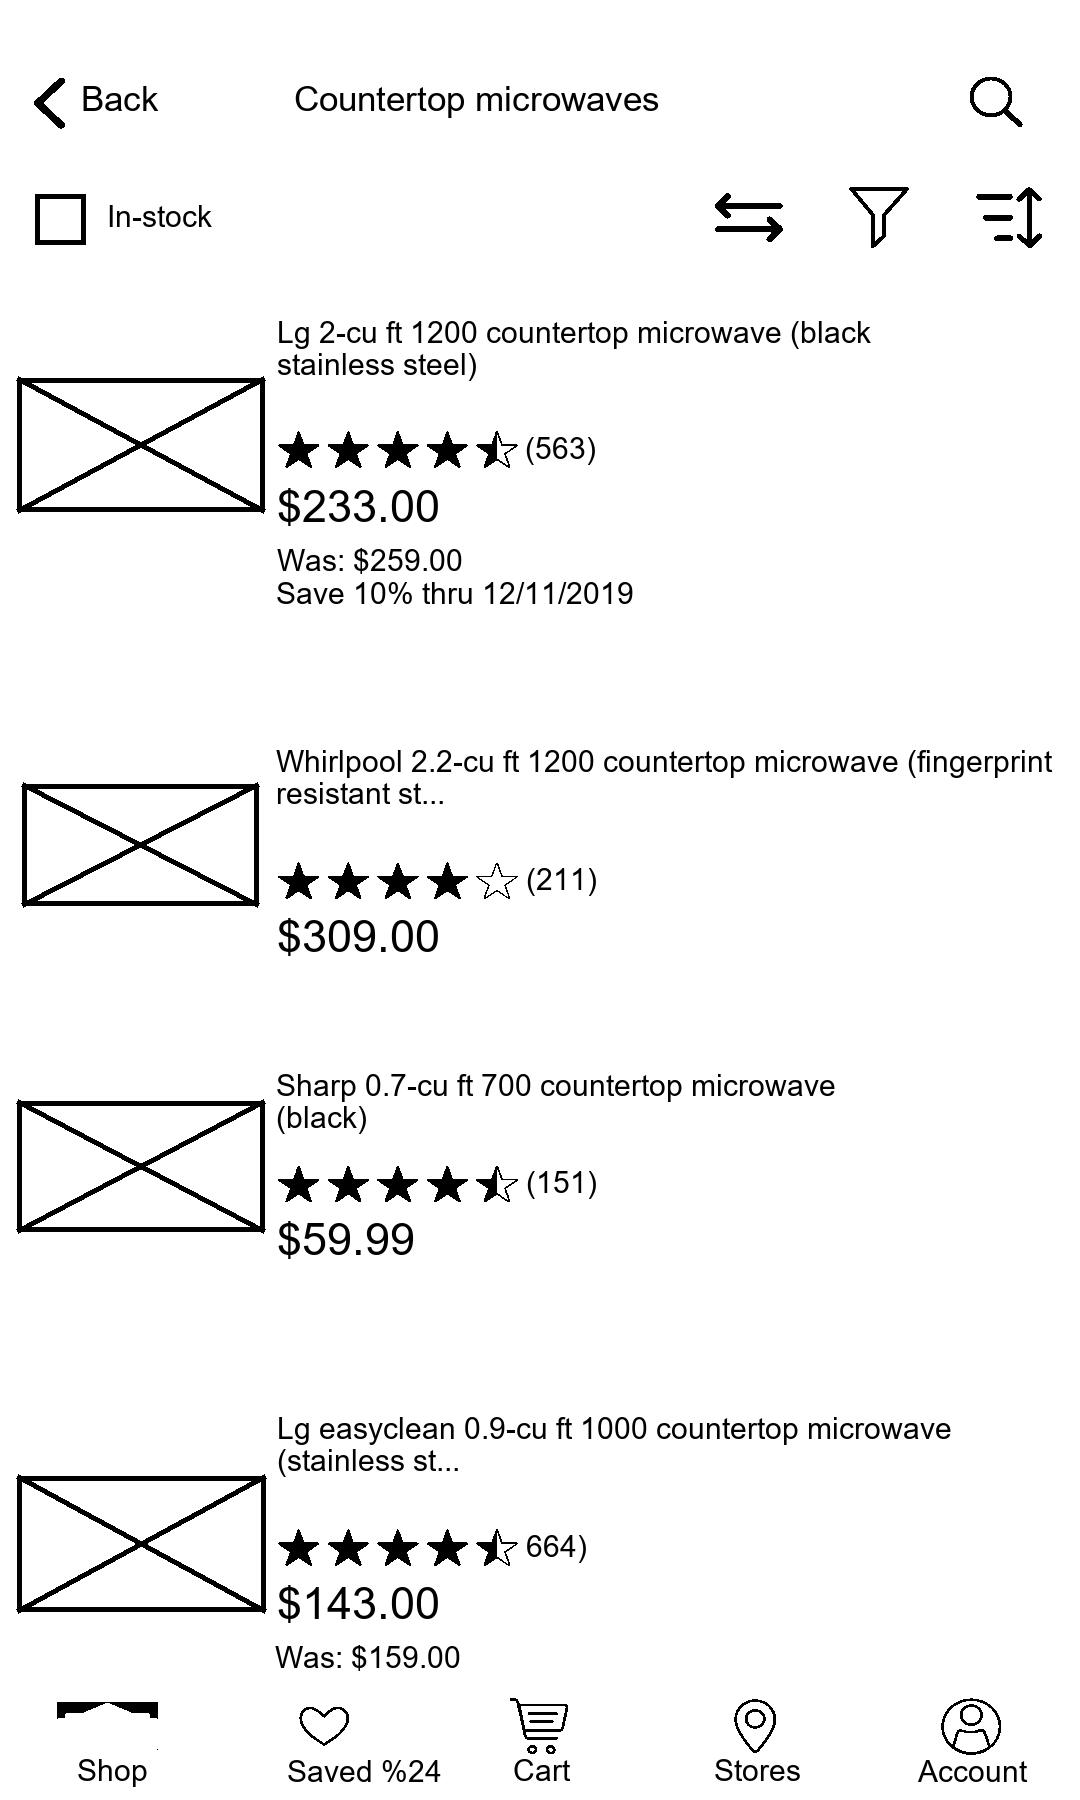 Back
Countertop microwaves
In-stock
Lg 2-cu ft 1200 countertop microwave (black
stainless steel)
(563)
$233.00
Was: $259.00
Save 10% thru 12/11/2019
Whirlpool 2.2-cu ft 1200 countertop microwave (fingerprint
resistant st...
(211)
$309.00
Sharp 0.7-cu ft 700 countertop microwave
(black)
(151)
$59.99
Lg easyclean 0.9-cu ft 1000 countertop microwave
(stainless st...
664)
$143.00
Was: $159.00
Shop
Saved %24
Cart
Stores
Account